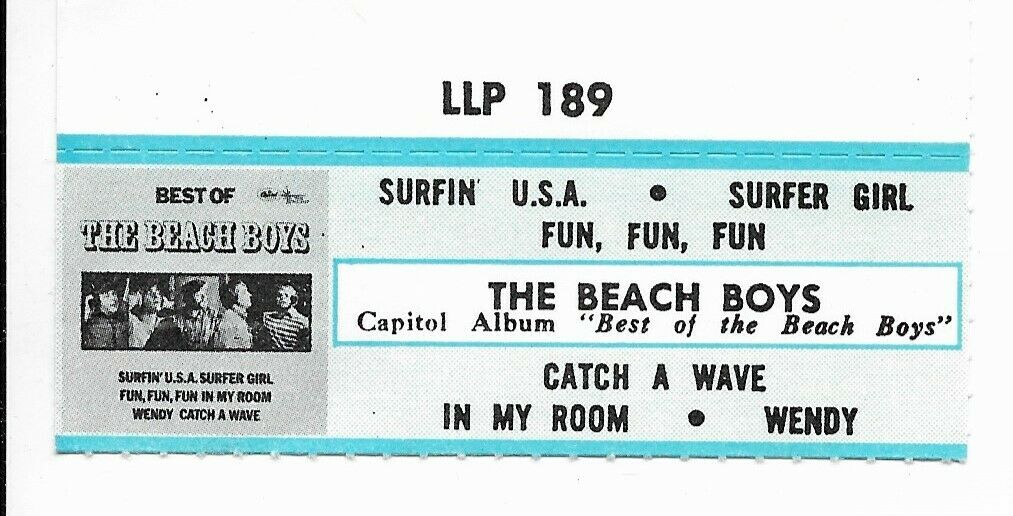 LLP 189
BEST OF
THE BEACH BOYS
SURFIN' U.S.A. SURFER GIRL
FUN, FUN, FUN IN MY ROOM
WENDY CATCH A WAVE
SURFIN' U.S.A. • SURFER GIRL
FUN, FUN, FUN
THE BEACH BOYS
Capitol Album "Best of the Beach Boys"
CATCH A WAVE
IN MY ROOM • WENDY